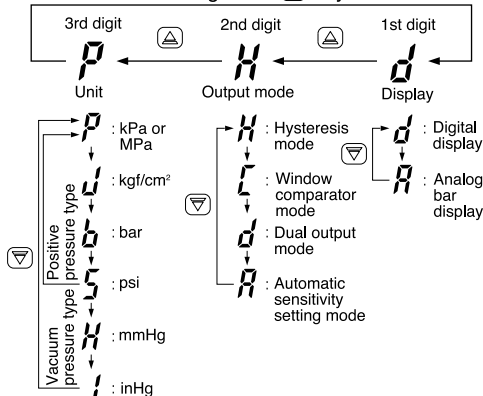 3rd digit 2nd digit 1st digit
P H d
Unit Output mode Display
P : kPa or MPa
J : kgf/cm²
b : bar
5 : psi
H : mmHg
I : inHg
Positive pressure type
Vacuum pressure type
H : Hysteresis mode
C : Window comparator mode
d : Dual output mode
A : Automatic sensitivity setting mode
d : Digital display
A : Analog bar display